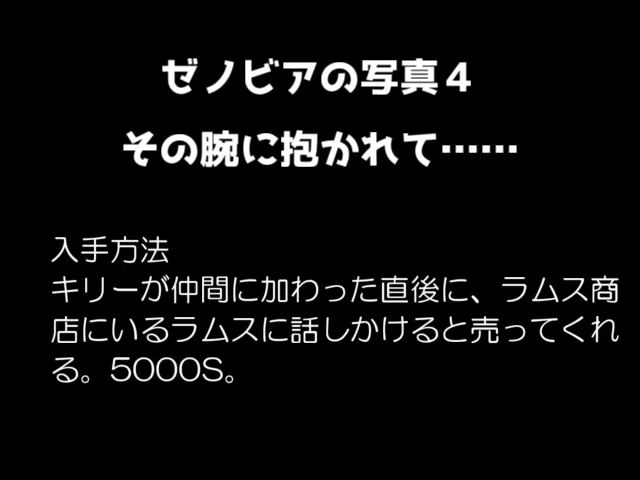 ゼノビアの写真４
その腕に抱かれて……
入手方法
キリーが仲間に加わった直後に、ラムス商
店にいるラムスに話しかけると売ってくれ
る。5000S。